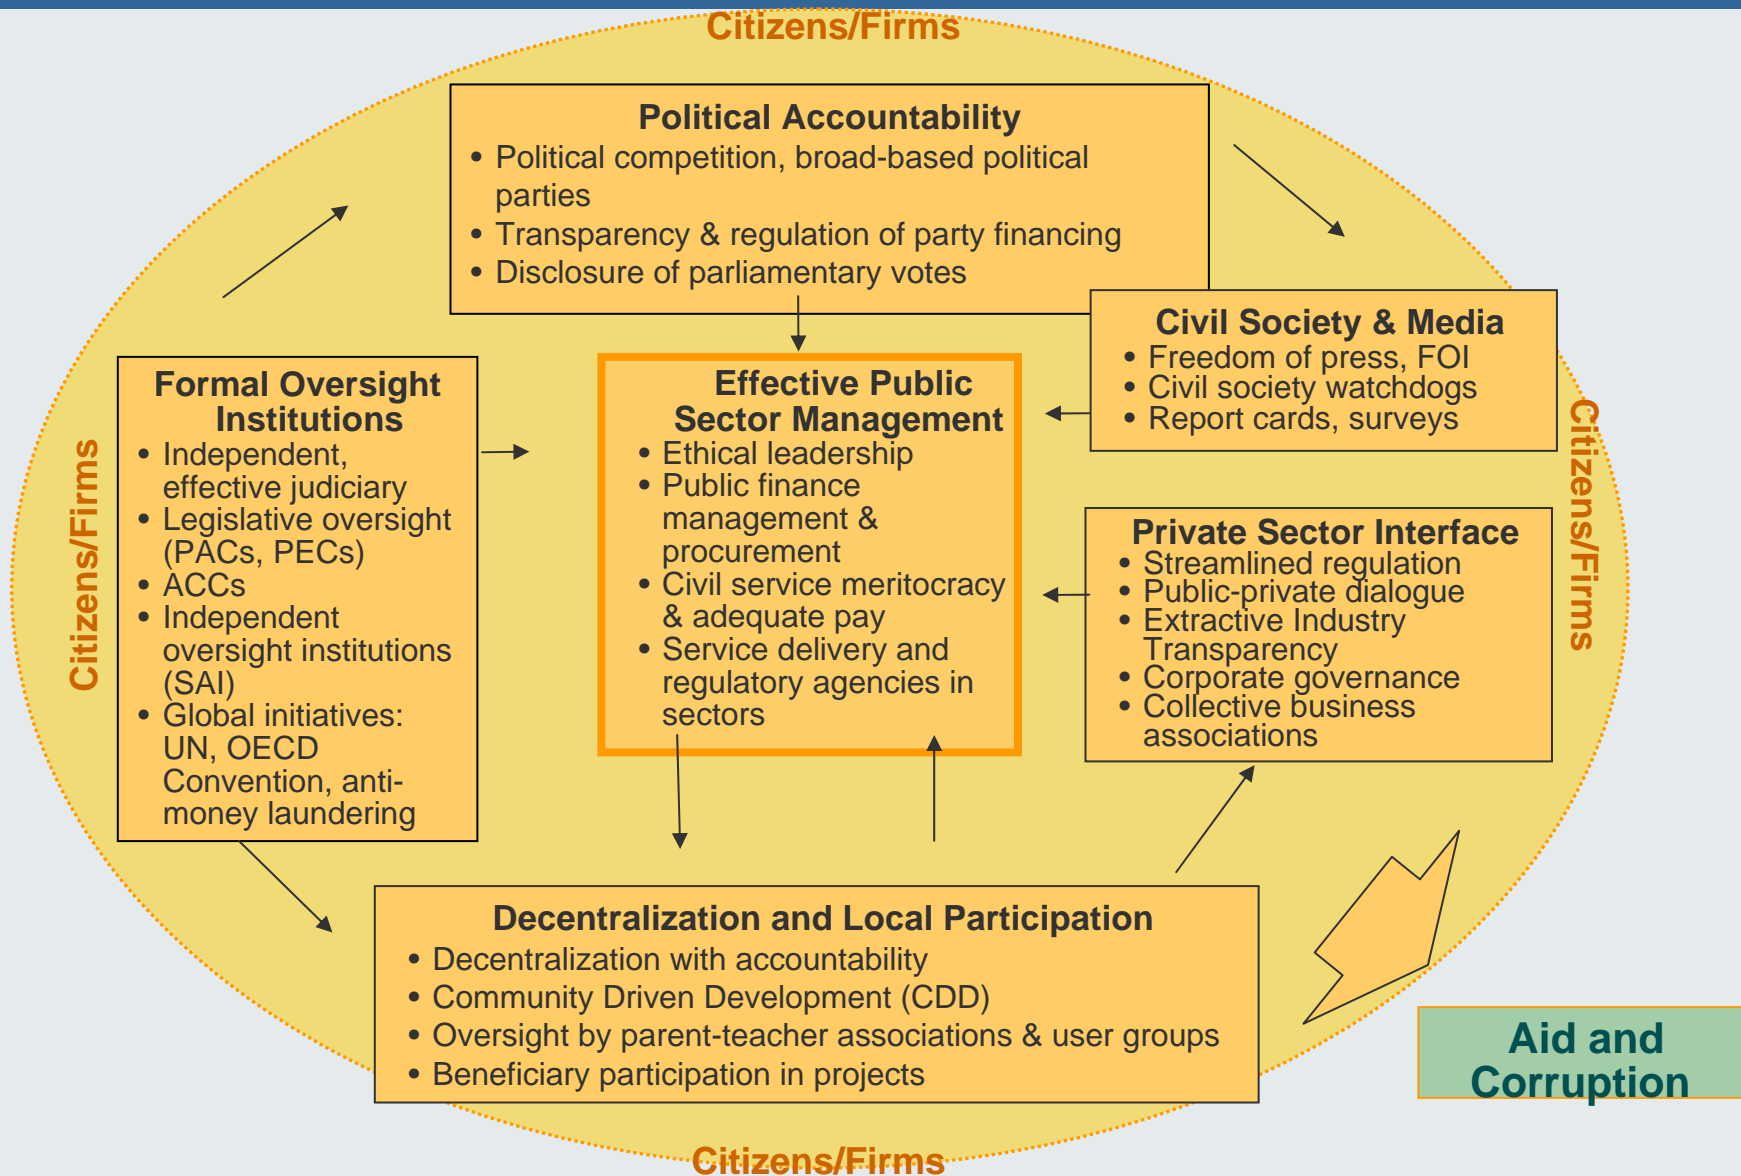 Citizens/Firms
Political Accountability
• Political competition, broad-based political
parties
• Transparency & regulation of party financing
• Disclosure of parliamentary votes
Civil Society & Media
• Freedom of press, FOI
• Civil society watchdogs
• Report cards, surveys
Formal Oversight
Institutions
• Independent,
effective judiciary
• Legislative oversight
(PACs, PECs)
• ACCs
• Independent
oversight institutions
(SAI)
• Global initiatives:
UN, OECD
Convention, anti-
money laundering
Effective Public
Sector Management
• Ethical leadership
• Public finance
management &
procurement
• Civil service meritocracy
& adequate pay
• Service delivery and
regulatory agencies in
sectors
Private Sector Interface
• Streamlined regulation
• Public-private dialogue
• Extractive Industry
Transparency
• Corporate governance
• Collective business
associations
Citizens/Firms
Citizens/Firms
Decentralization and Local Participation
• Decentralization with accountability
• Community Driven Development (CDD)
• Oversight by parent-teacher associations & user groups
• Beneficiary participation in projects
Aid and
Corruption
Citizens/Firms